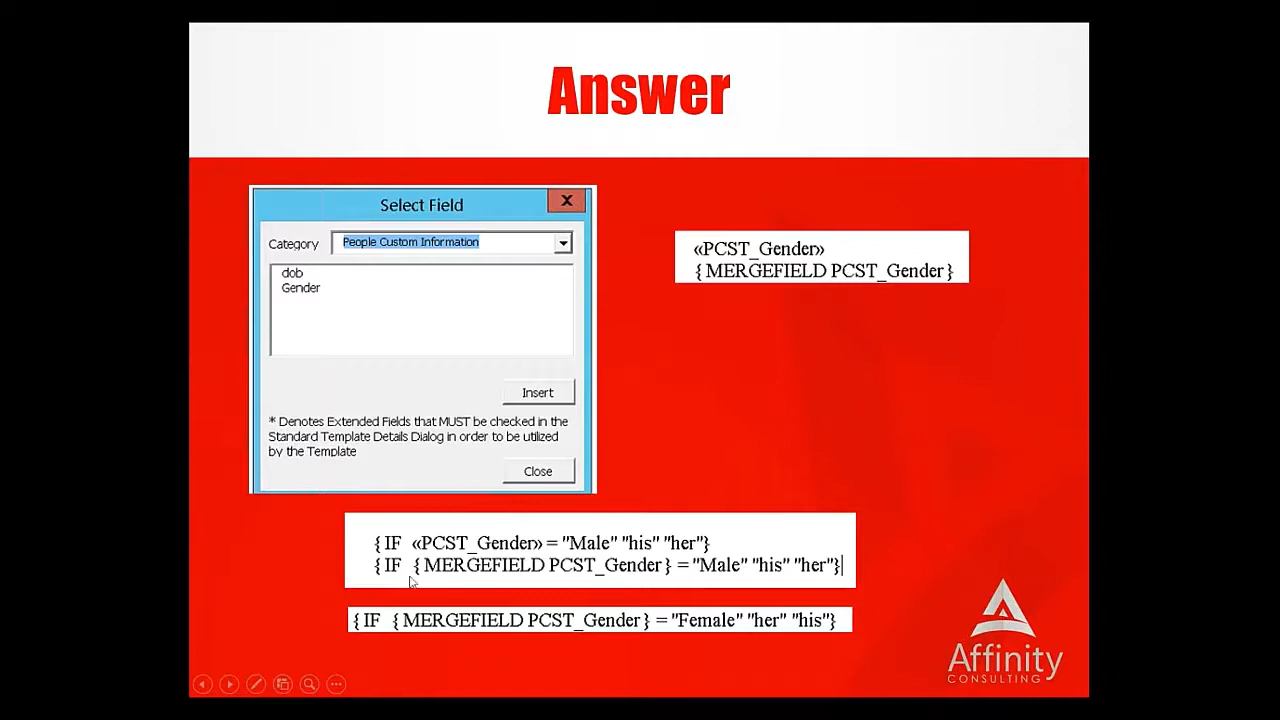 Answer
Select Field
X
Category
People Custom Information
dob
Gender
Insert
* Denotes Extended Fields that MUST be checked in the
Standard Template Details Dialog in order to be utilized
by the Template
Close
«PCST_Gender»
{ MERGEFIELD PCST_Gender }
{ IF «PCST_Gender» = "Male" "his" "her"}
{ IF { MERGEFIELD PCST_Gender } = "Male" "his" "her"}
{ IF { MERGEFIELD PCST_Gender } = "Female" "her" "his"}
Affinity
CONSULTING